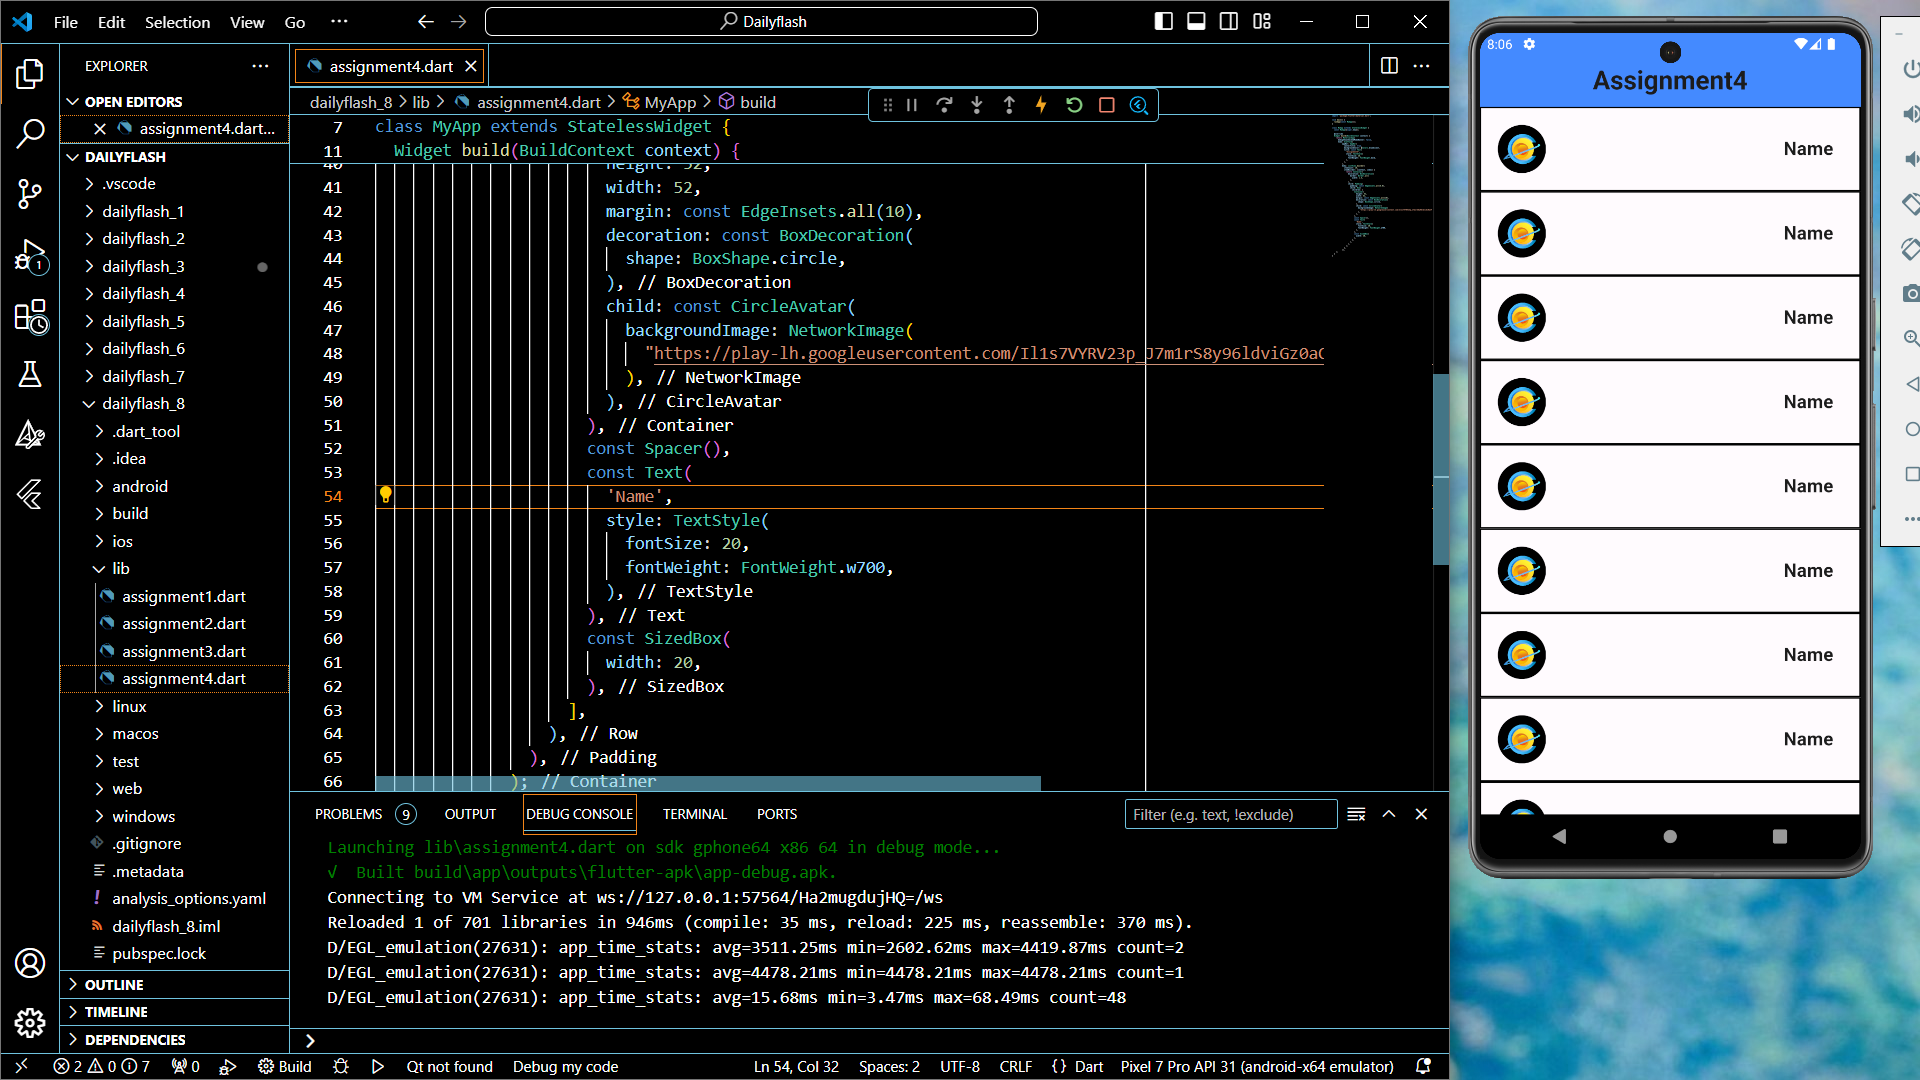 File Edit Selection View Go ··· Dailyflash
EXPLORER
OPEN EDITORS
assignment4.dart...
DAILYFLASH
.vscode
dailyflash_1
dailyflash_2
dailyflash_3
dailyflash_4
dailyflash_5
dailyflash_6
dailyflash_7
dailyflash_8
.dart_tool
.idea
android
build
ios
lib
assignment1.dart
assignment2.dart
assignment3.dart
assignment4.dart
linux
macos
test
web
windows
.gitignore
.metadata
analysis_options.yaml
dailyflash_8.iml
pubspec.lock
OUTLINE
TIMELINE
DEPENDENCIES
1
assignment4.dart
dailyflash_8 > lib > assignment4.dart > MyApp > build
7 class MyApp extends StatelessWidget {
11 Widget build(BuildContext context) {
40 height: 52,
41 width: 52,
42 margin: const EdgeInsets.all(10),
43 decoration: const BoxDecoration(
44 shape: BoxShape.circle,
45 ), // BoxDecoration
46 child: const CircleAvatar(
47 backgroundImage: NetworkImage(
48 "https://play-lh.googleusercontent.com/Il1s7VYRV23p_J7m1rS8y96ldviGz0aC
49 ), // NetworkImage
50 ), // CircleAvatar
51 ), // Container
52 const Spacer(),
53 const Text(
54 'Name',
55 style: TextStyle(
56 fontSize: 20,
57 fontWeight: FontWeight.w700,
58 ), // TextStyle
59 ), // Text
60 const SizedBox(
61 width: 20,
62 ), // SizedBox
63 ],
64 ), // Row
65 ), // Padding
66 ); // Container
PROBLEMS 9 OUTPUT DEBUG CONSOLE TERMINAL PORTS Filter (e.g. text, !exclude)
Launching lib\assignment4.dart on sdk gphone64 x86 64 in debug mode...
√ Built build\app\outputs\flutter-apk\app-debug.apk.
Connecting to VM Service at ws://127.0.0.1:57564/Ha2mugdujHQ=/ws
Reloaded 1 of 701 libraries in 946ms (compile: 35 ms, reload: 225 ms, reassemble: 370 ms).
D/EGL_emulation(27631): app_time_stats: avg=3511.25ms min=2602.62ms max=4419.87ms count=2
D/EGL_emulation(27631): app_time_stats: avg=4478.21ms min=4478.21ms max=4478.21ms count=1
D/EGL_emulation(27631): app_time_stats: avg=15.68ms min=3.47ms max=68.49ms count=48
2 0 7 0 Build Qt not found Debug my code Ln 54, Col 32 Spaces: 2 UTF-8 CRLF {} Dart Pixel 7 Pro API 31 (android-x64 emulator)
8:06
Assignment4
Name
Name
Name
Name
Name
Name
Name
Name